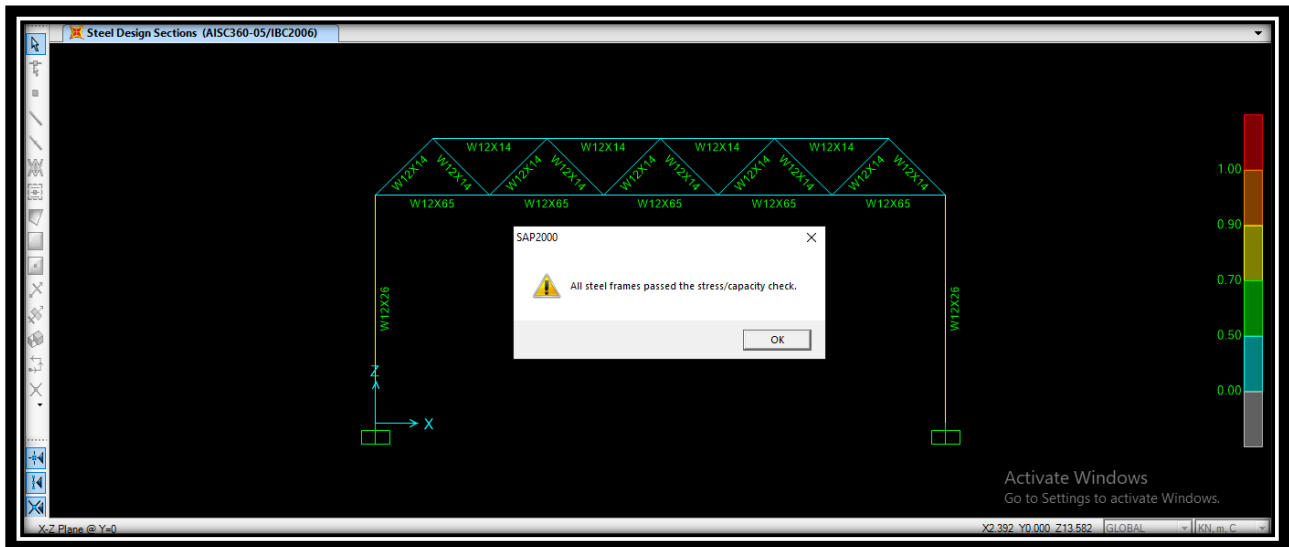 Steel Design Sections (AISC360-05/IBC2006)
W12X14 W12X14 W12X14 W12X14
W12X14 W12X14 W12X14 W12X14 W12X14 W12X14 W12X14 W12X14 W12X14 W12X14
W12X65 W12X65 W12X65 W12X65 W12X65
1.00
0.90
SAP2000
All steel frames passed the stress/capacity check.
0.70
W12X26
W12X26
OK
0.50
Z
0.00
X
Activate Windows
Go to Settings to activate Windows.
X-Z Plane @ Y=0
X2.392 Y0.000 Z13.582
GLOBAL
KN, m, C